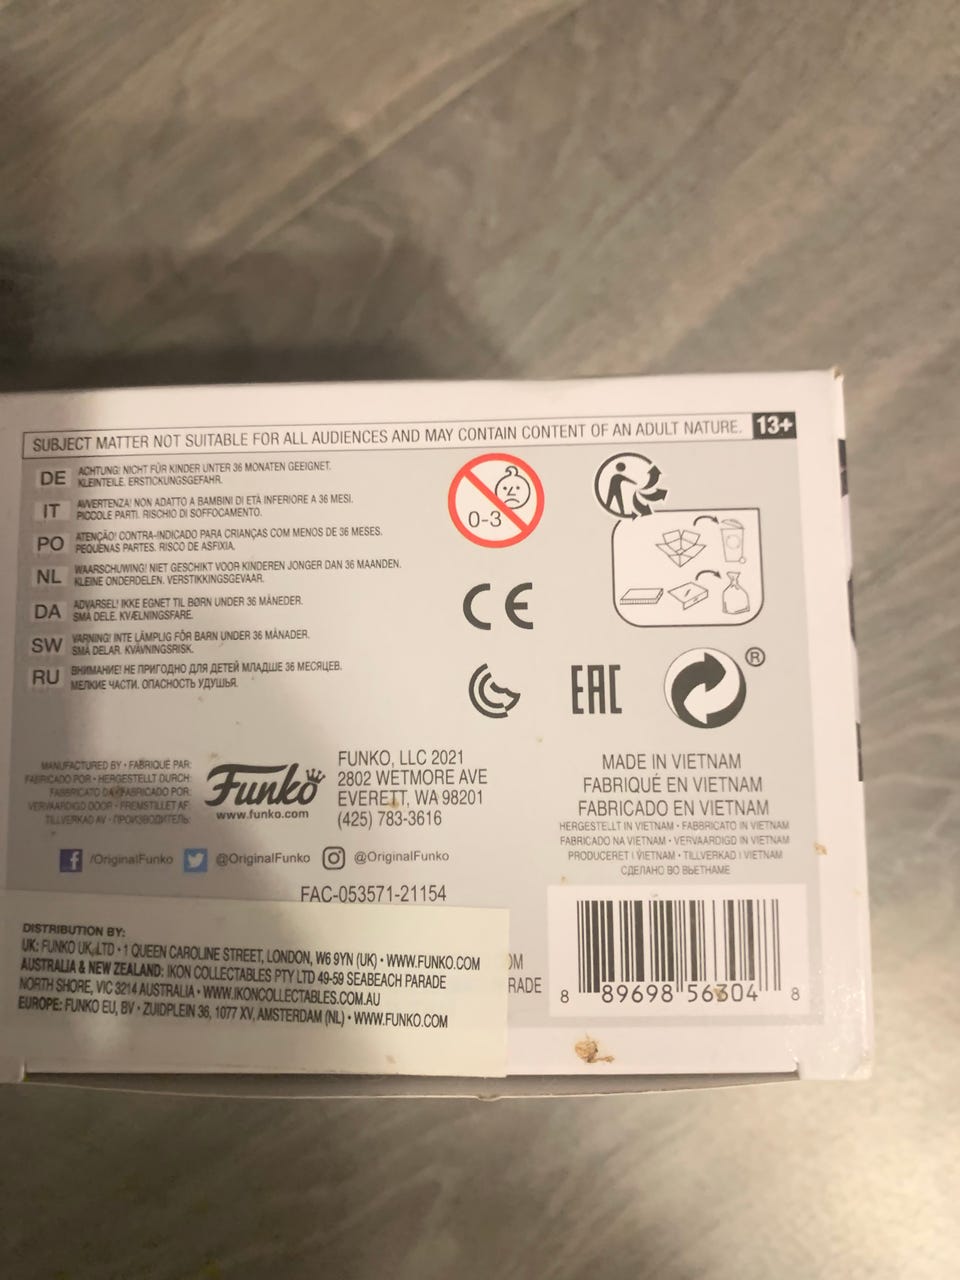 SUBJECT MATTER NOT SUITABLE FOR ALL AUDIENCES AND MAY CONTAIN CONTENT OF AN ADULT NATURE. 13+
DE ACHTUNG! NICHT FÜR KINDER UNTER 36 MONATEN GEEIGNET.
KLEINTEILE. ERSTICKUNGSGEFAHR.
IT AVVERTENZA! NON ADATTO A BAMBINI DI ETÀ INFERIORE A 36 MESI.
PICCOLE PARTI. RISCHIO DI SOFFOCAMENTO.
PO ATENÇÃO! CONTRA-INDICADO PARA CRIANÇAS COM MENOS DE 36 MESES.
PEQUENAS PARTES. RISCO DE ASFIXIA.
NL WAARSCHUWING! NIET GESCHIKT VOOR KINDEREN JONGER DAN 36 MAANDEN.
KLEINE ONDERDELEN. VERSTIKKINGSGEVAAR.
DA ADVARSEL! IKKE EGNET TIL BØRN UNDER 36 MÅNEDER.
SMÅ DELE. KVÆLNINGSFARE.
SW VARNING! INTE LÄMPLIG FÖR BARN UNDER 36 MÅNADER.
SMÅ DELAR. KVÄVNINGSRISK.
RU ВНИМАНИЕ! НЕ ПРИГОДНО ДЛЯ ДЕТЕЙ МЛАДШЕ 36 МЕСЯЦЕВ.
МЕЛКИЕ ЧАСТИ. ОПАСНОСТЬ УДУШЬЯ.
0-3
CE
EAC
®
MANUFACTURED BY • FABRIQUÉ PAR:
FABRICADO POR • HERGESTELLT DURCH:
FABBRICATO DA • FABRICADO POR:
VERVAARDIGD DOOR • FREMSTILLET AF:
TILLVERKAD AV • ПРОИЗВОДИТЕЛЬ:
Funko
www.funko.com
FUNKO, LLC 2021
2802 WETMORE AVE
EVERETT, WA 98201
(425) 783-3616
/OriginalFunko @OriginalFunko @OriginalFunko
FAC-053571-21154
MADE IN VIETNAM
FABRIQUÉ EN VIETNAM
FABRICADO EN VIETNAM
HERGESTELLT IN VIETNAM • FABBRICATO IN VIETNAM
FABRICADO NA VIETNAM • VERVAARDIGD IN VIETNAM
PRODUCERET I VIETNAM • TILLVERKAD I VIETNAM
СДЕЛАНО ВО ВЬЕТНАМЕ
DISTRIBUTION BY:
UK: FUNKO UK, LTD • 1 QUEEN CAROLINE STREET, LONDON, W6 9YN (UK) • WWW.FUNKO.COM
AUSTRALIA & NEW ZEALAND: IKON COLLECTABLES PTY LTD 49-59 SEABEACH PARADE
NORTH SHORE, VIC 3214 AUSTRALIA • WWW.IKONCOLLECTABLES.COM.AU
EUROPE: FUNKO EU, BV • ZUIDPLEIN 36, 1077 XV, AMSTERDAM (NL) • WWW.FUNKO.COM
OM
RADE
8 89698 56304 8